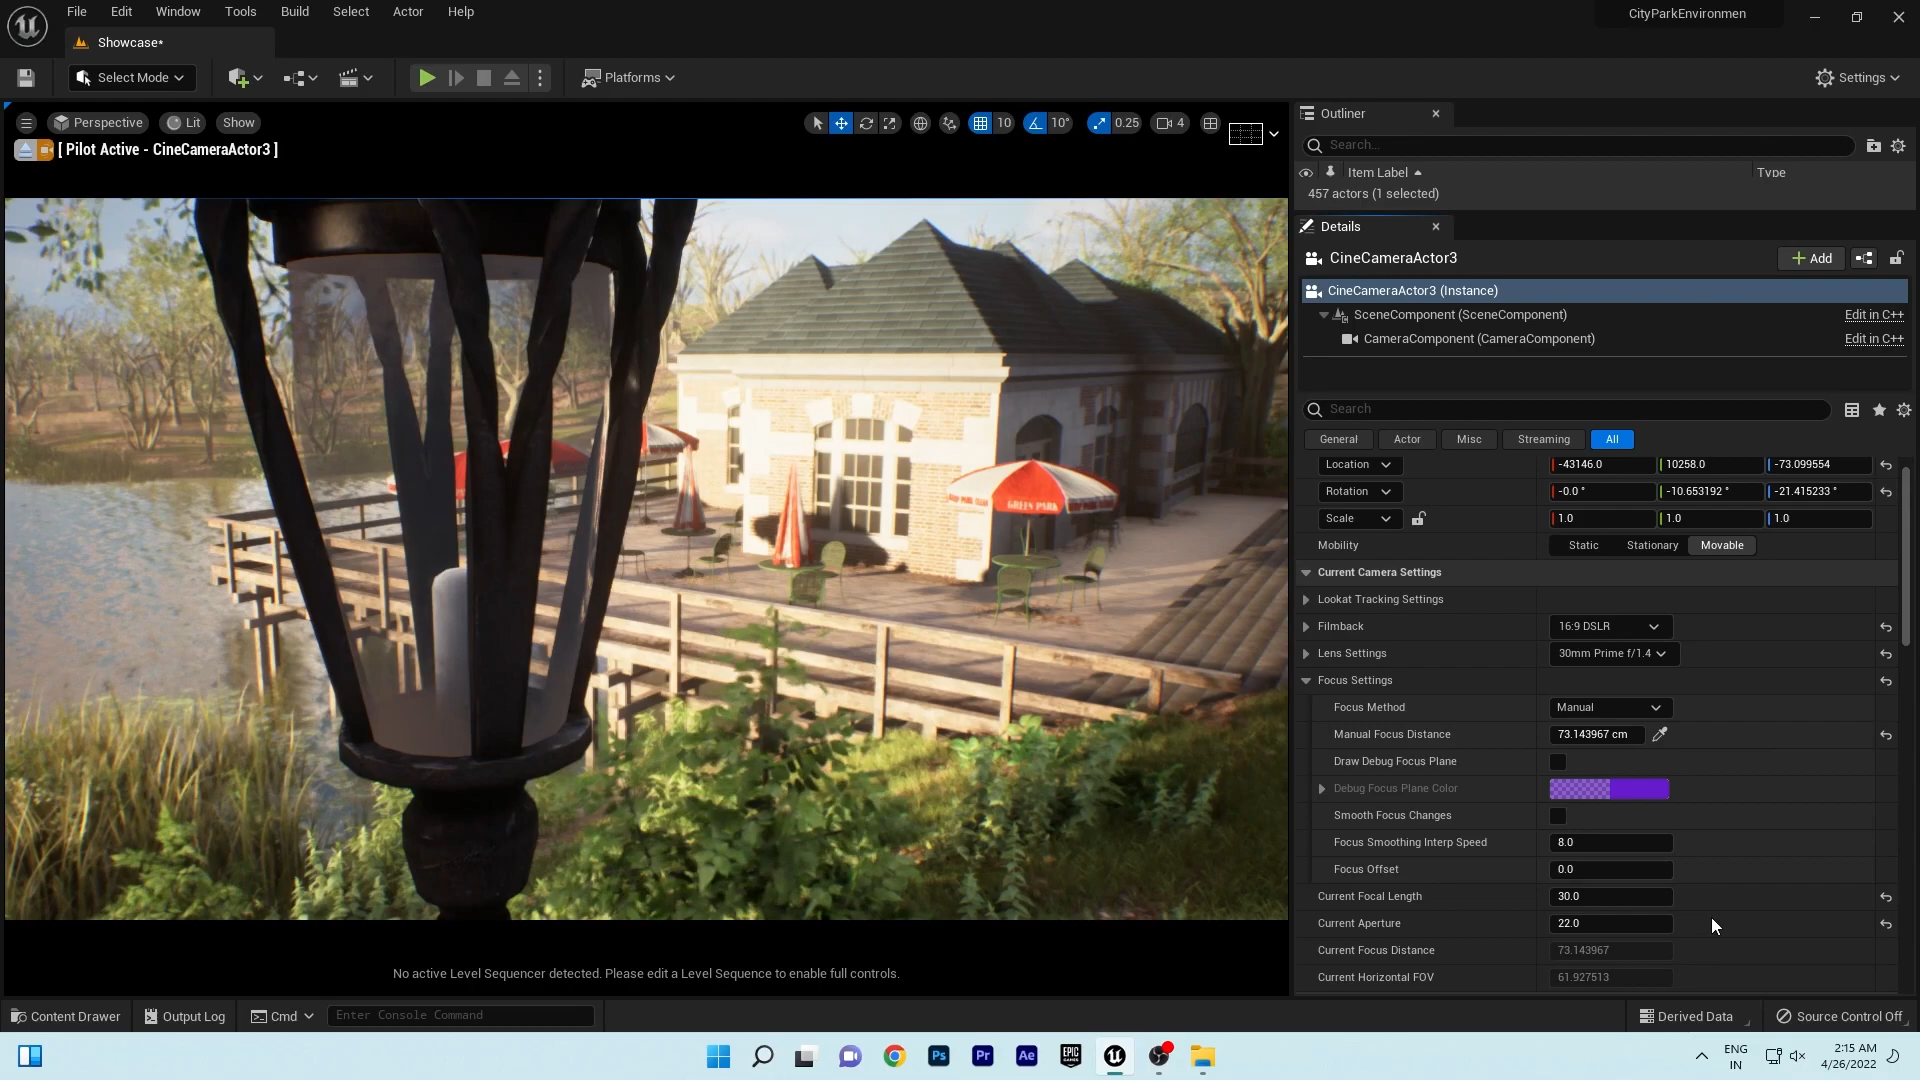 File Edit Window Tools Build Select Actor Help
CityParkEnvironmen
Showcase*
Select Mode
Platforms
Settings
Perspective Lit Show
10 10° 0.25 4
[ Pilot Active - CineCameraActor3 ]
GREEN PARK
No active Level Sequencer detected. Please edit a Level Sequence to enable full controls.
Outliner
Search...
Item Label Type
457 actors (1 selected)
Details
CineCameraActor3
Add
CineCameraActor3 (Instance)
SceneComponent (SceneComponent) Edit in C++
CameraComponent (CameraComponent) Edit in C++
Search
General Actor Misc Streaming All
Location -43146.0 10258.0 -73.099554
Rotation -0.0 ° -10.653192 ° -21.415233 °
Scale 1.0 1.0 1.0
Mobility Static Stationary Movable
Current Camera Settings
Lookat Tracking Settings
Filmback 16:9 DSLR
Lens Settings 30mm Prime f/1.4
Focus Settings
Focus Method Manual
Manual Focus Distance 73.143967 cm
Draw Debug Focus Plane
Debug Focus Plane Color
Smooth Focus Changes
Focus Smoothing Interp Speed 8.0
Focus Offset 0.0
Current Focal Length 30.0
Current Aperture 22.0
Current Focus Distance 73.143967
Current Horizontal FOV 61.927513
Content Drawer Output Log Cmd Enter Console Command
Derived Data Source Control Off
Ps Pr Ae EPIC GAMES
ENG
IN
2:15 AM
4/26/2022